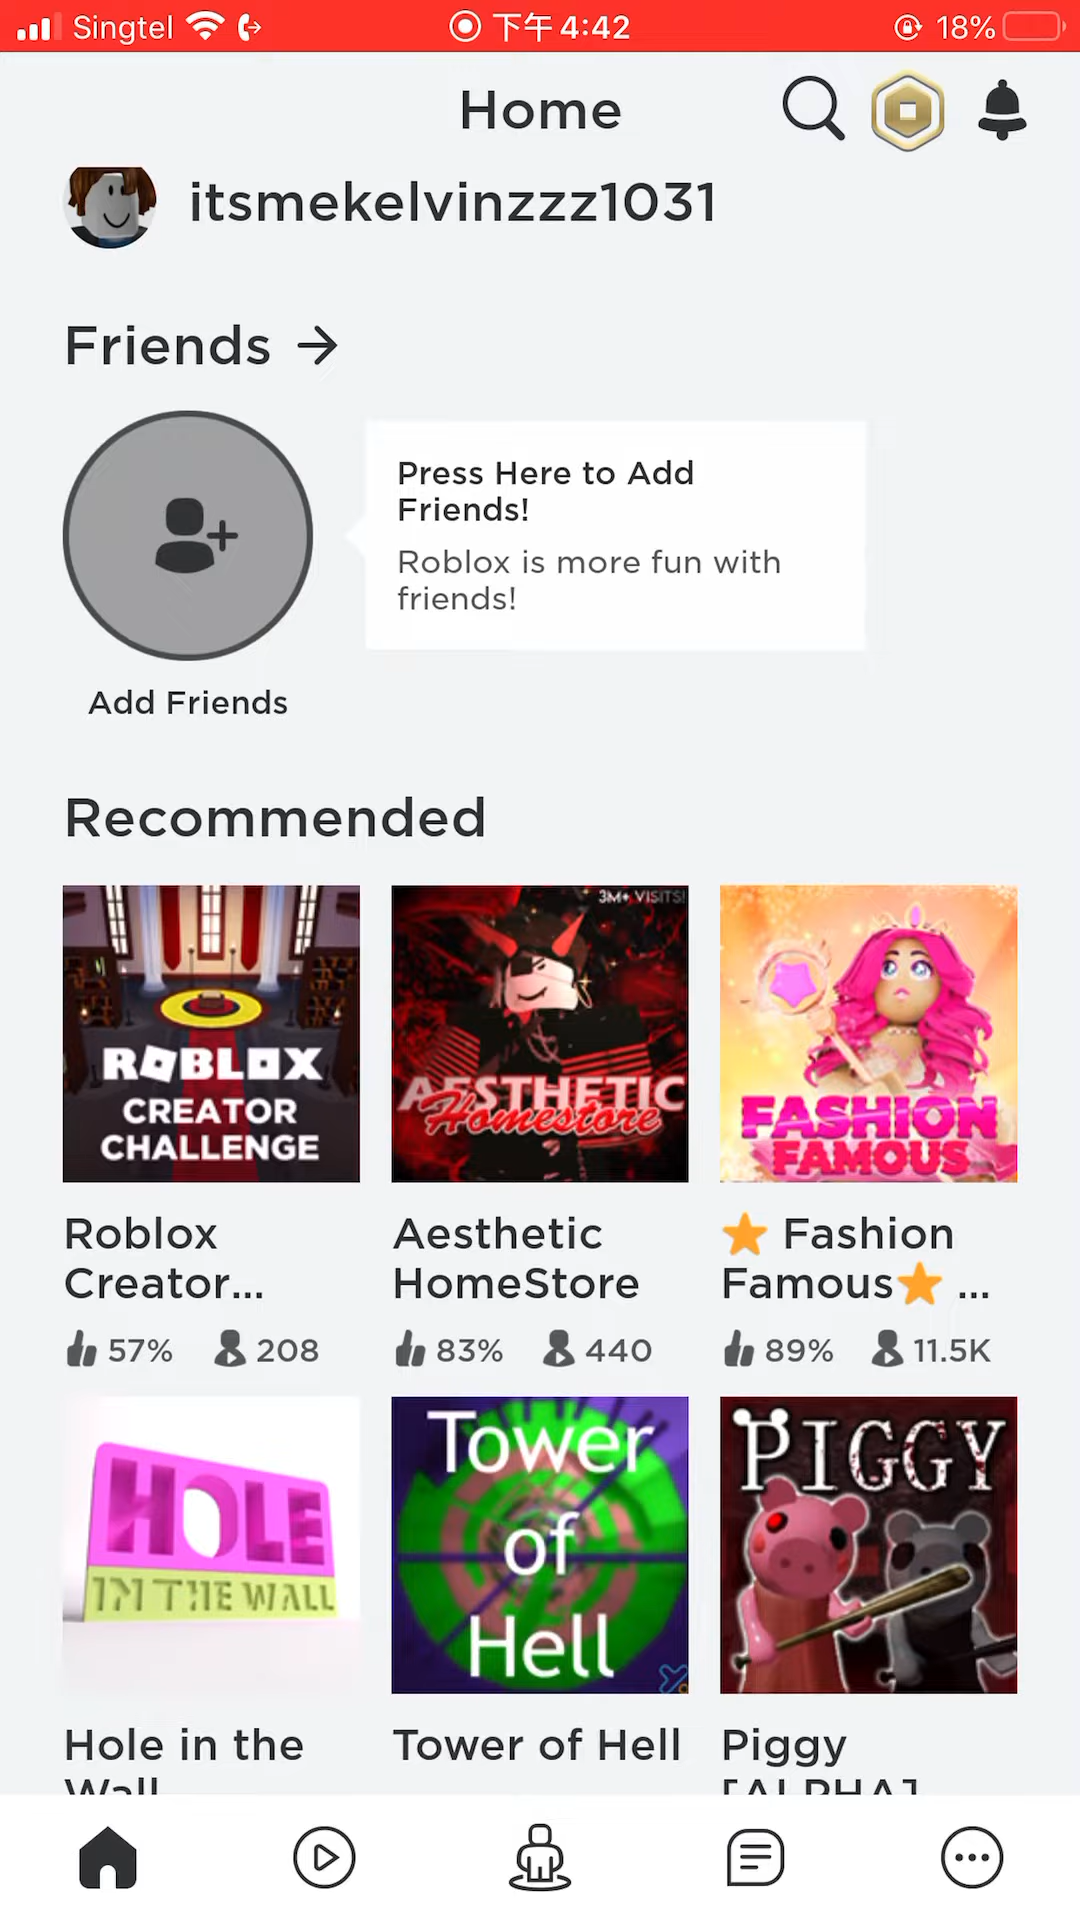 Singtel 下午4:42 18%
Home
itsmekelvinzzz1031
Friends →
Press Here to Add
Friends!
Roblox is more fun with
friends!
Add Friends
Recommended
ROBLOX
CREATOR
CHALLENGE
3M+ VISITS!
AESTHETIC
Homestore
FASHION
FAMOUS
Roblox
Creator...
57% 208
Aesthetic
HomeStore
83% 440
⭐ Fashion
Famous⭐ ...
89% 11.5K
HOLE
IN THE WALL
Tower
of
Hell
PIGGY
Hole in the
Wall
Tower of Hell
Piggy
[ALPHA]